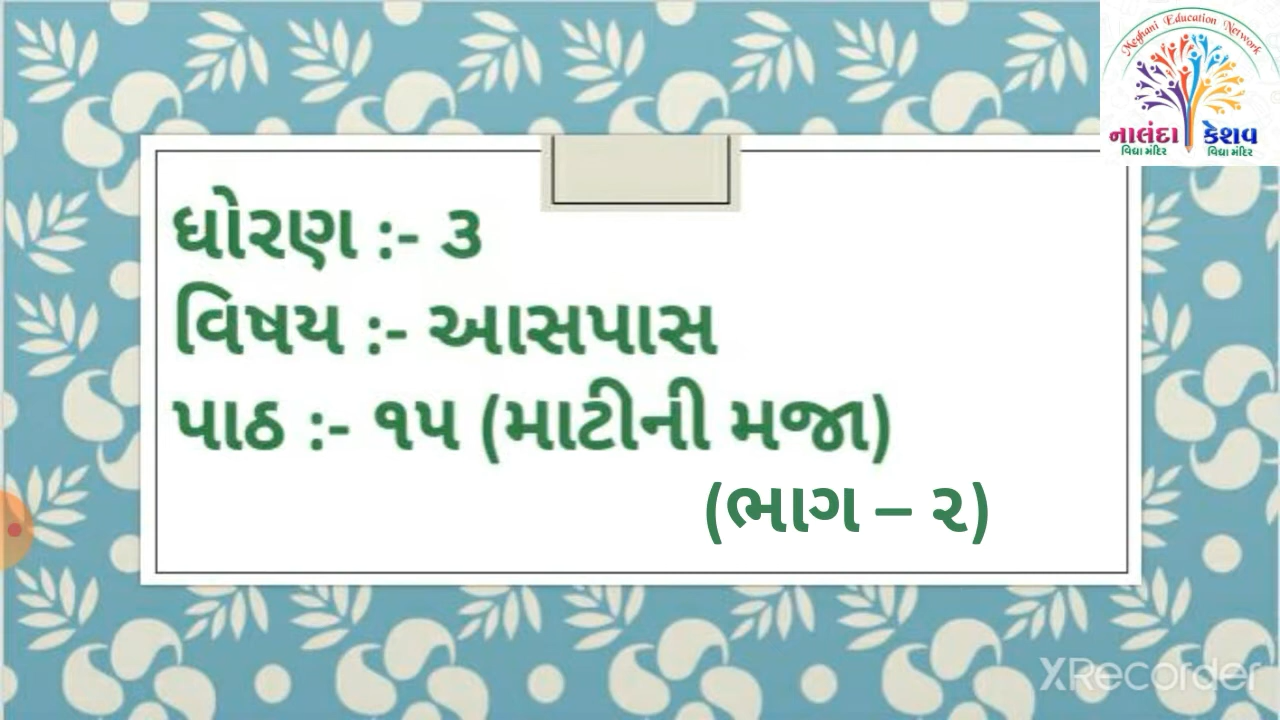 Meghani Education Network
નાલંદા કેશવ
વિદ્યા મંદિર વિદ્યા મંદિર
ધોરણ :- ૩
વિષય :- આસપાસ
પાઠ :- ૧૫ (માટીની મજા)
(ભાગ – ૨)
XRecorder